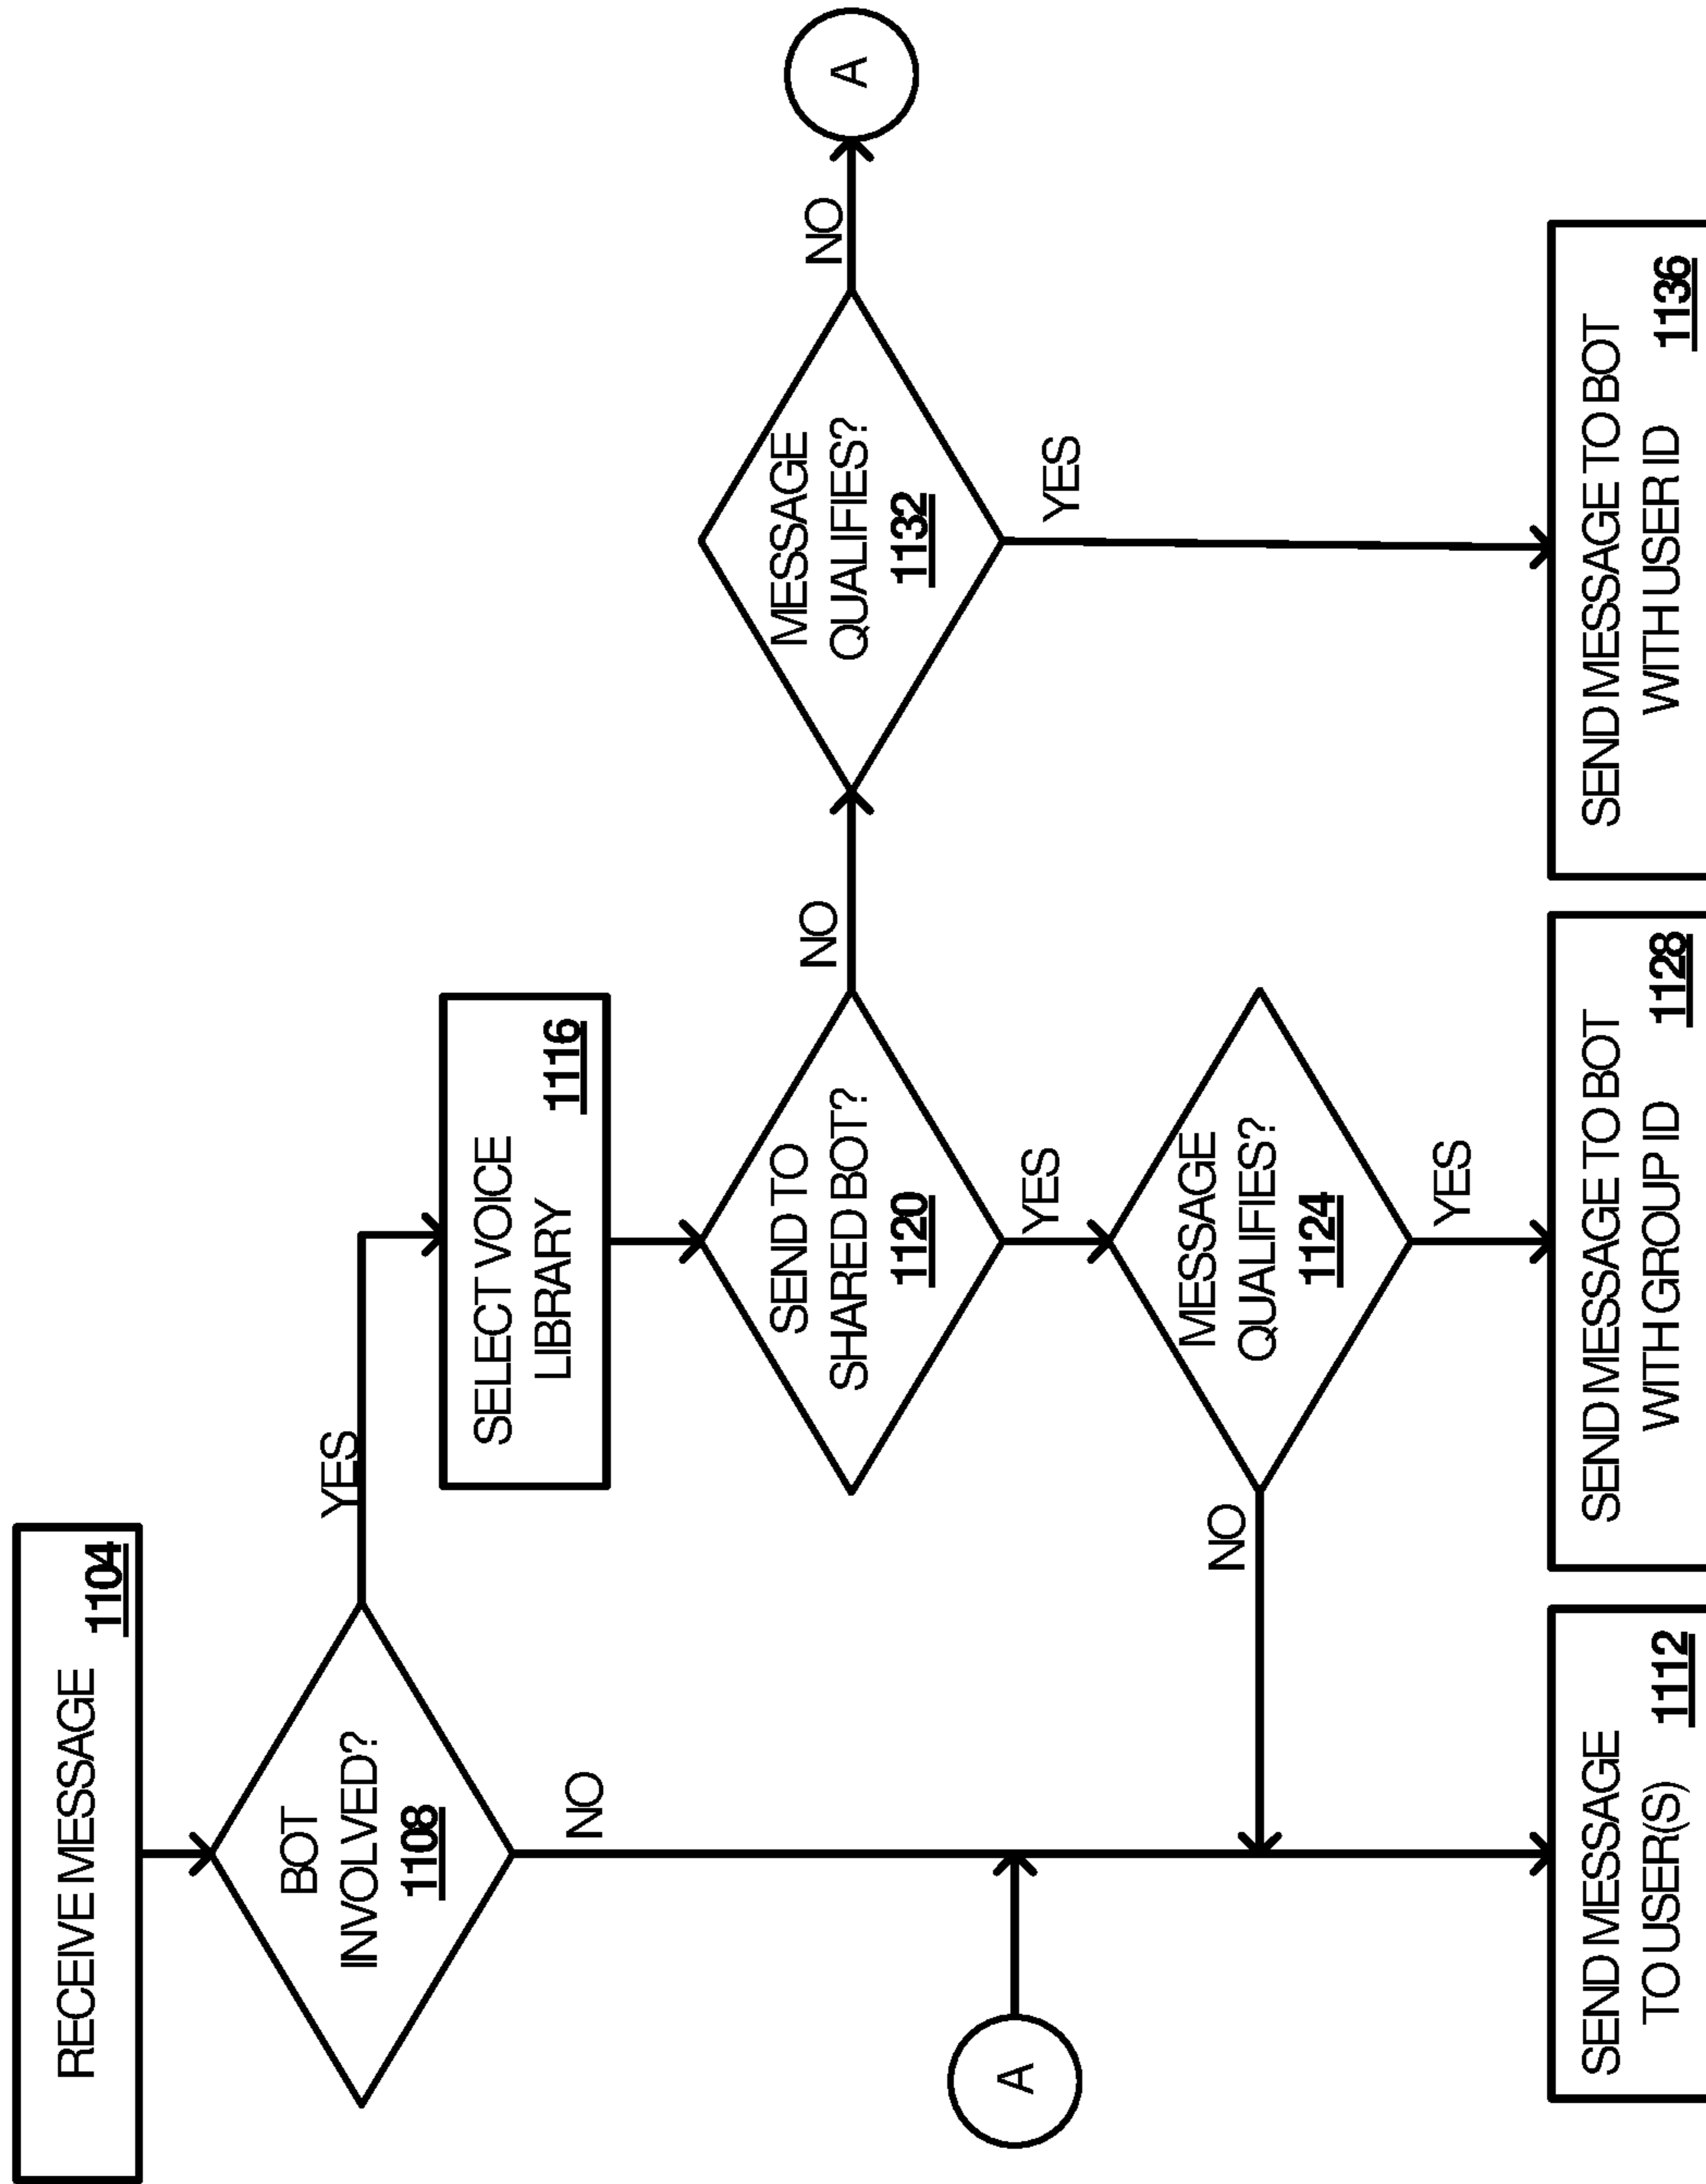 RECEIVE MESSAGE
1104
BOT
INVOLVED?
1108
YES
NO
SELECT VOICE
LIBRARY
1116
SEND TO
SHARED BOT?
1120
NO
YES
MESSAGE
QUALIFIES?
1132
NO
A
YES
MESSAGE
QUALIFIES?
1124
NO
YES
A
SEND MESSAGE
TO USER(S)
1112
SEND MESSAGE TO BOT
WITH GROUP ID
1128
SEND MESSAGE TO BOT
WITH USER ID
1136